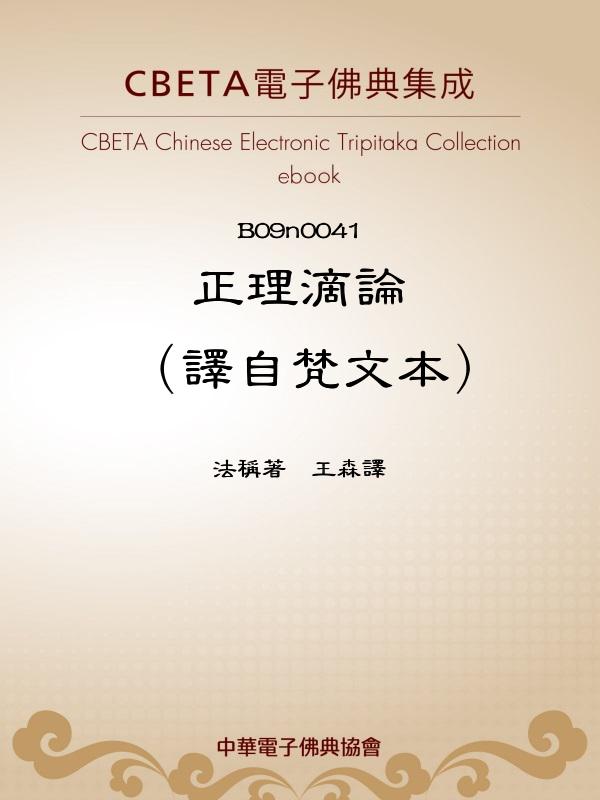 CBETA電子佛典集成
CBETA Chinese Electronic Tripitaka Collection
ebook
B09n0041
正理滴論
（譯自梵文本）
法稱著　王森譯
中華電子佛典協會